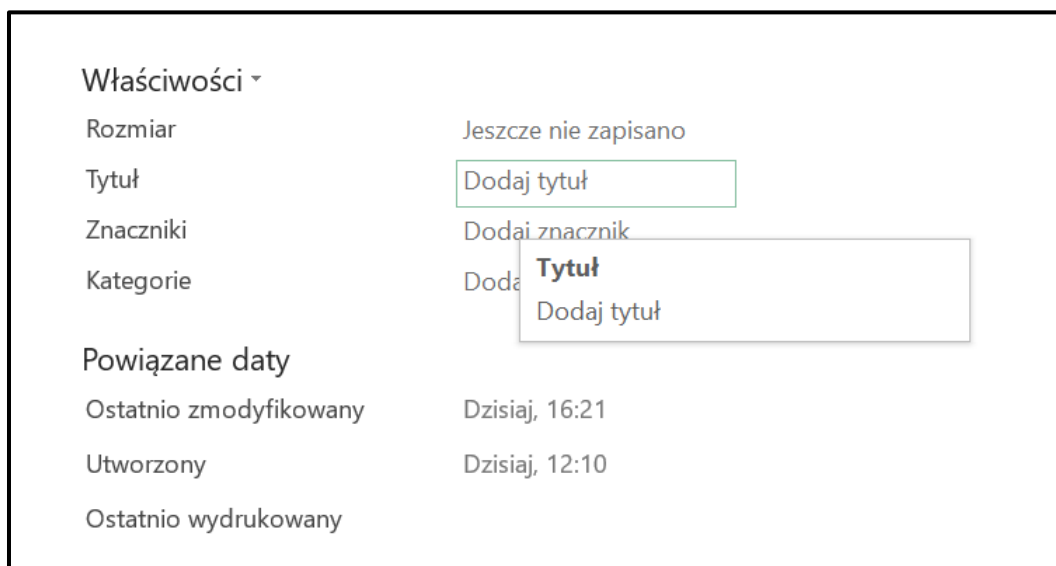 Właściwości
Rozmiar Jeszcze nie zapisano
Tytuł Dodaj tytuł
Znaczniki Dodaj znacznik
Kategorie
Tytuł
Dodaj tytuł
Powiązane daty
Ostatnio zmodyfikowany Dzisiaj, 16:21
Utworzony Dzisiaj, 12:10
Ostatnio wydrukowany